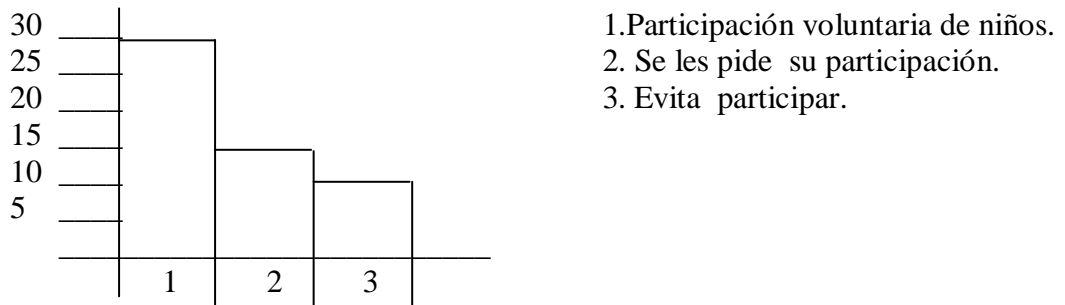 30
25
20
15
10
5
1 2 3
1.Participación voluntaria de niños.
2. Se les pide su participación.
3. Evita participar.